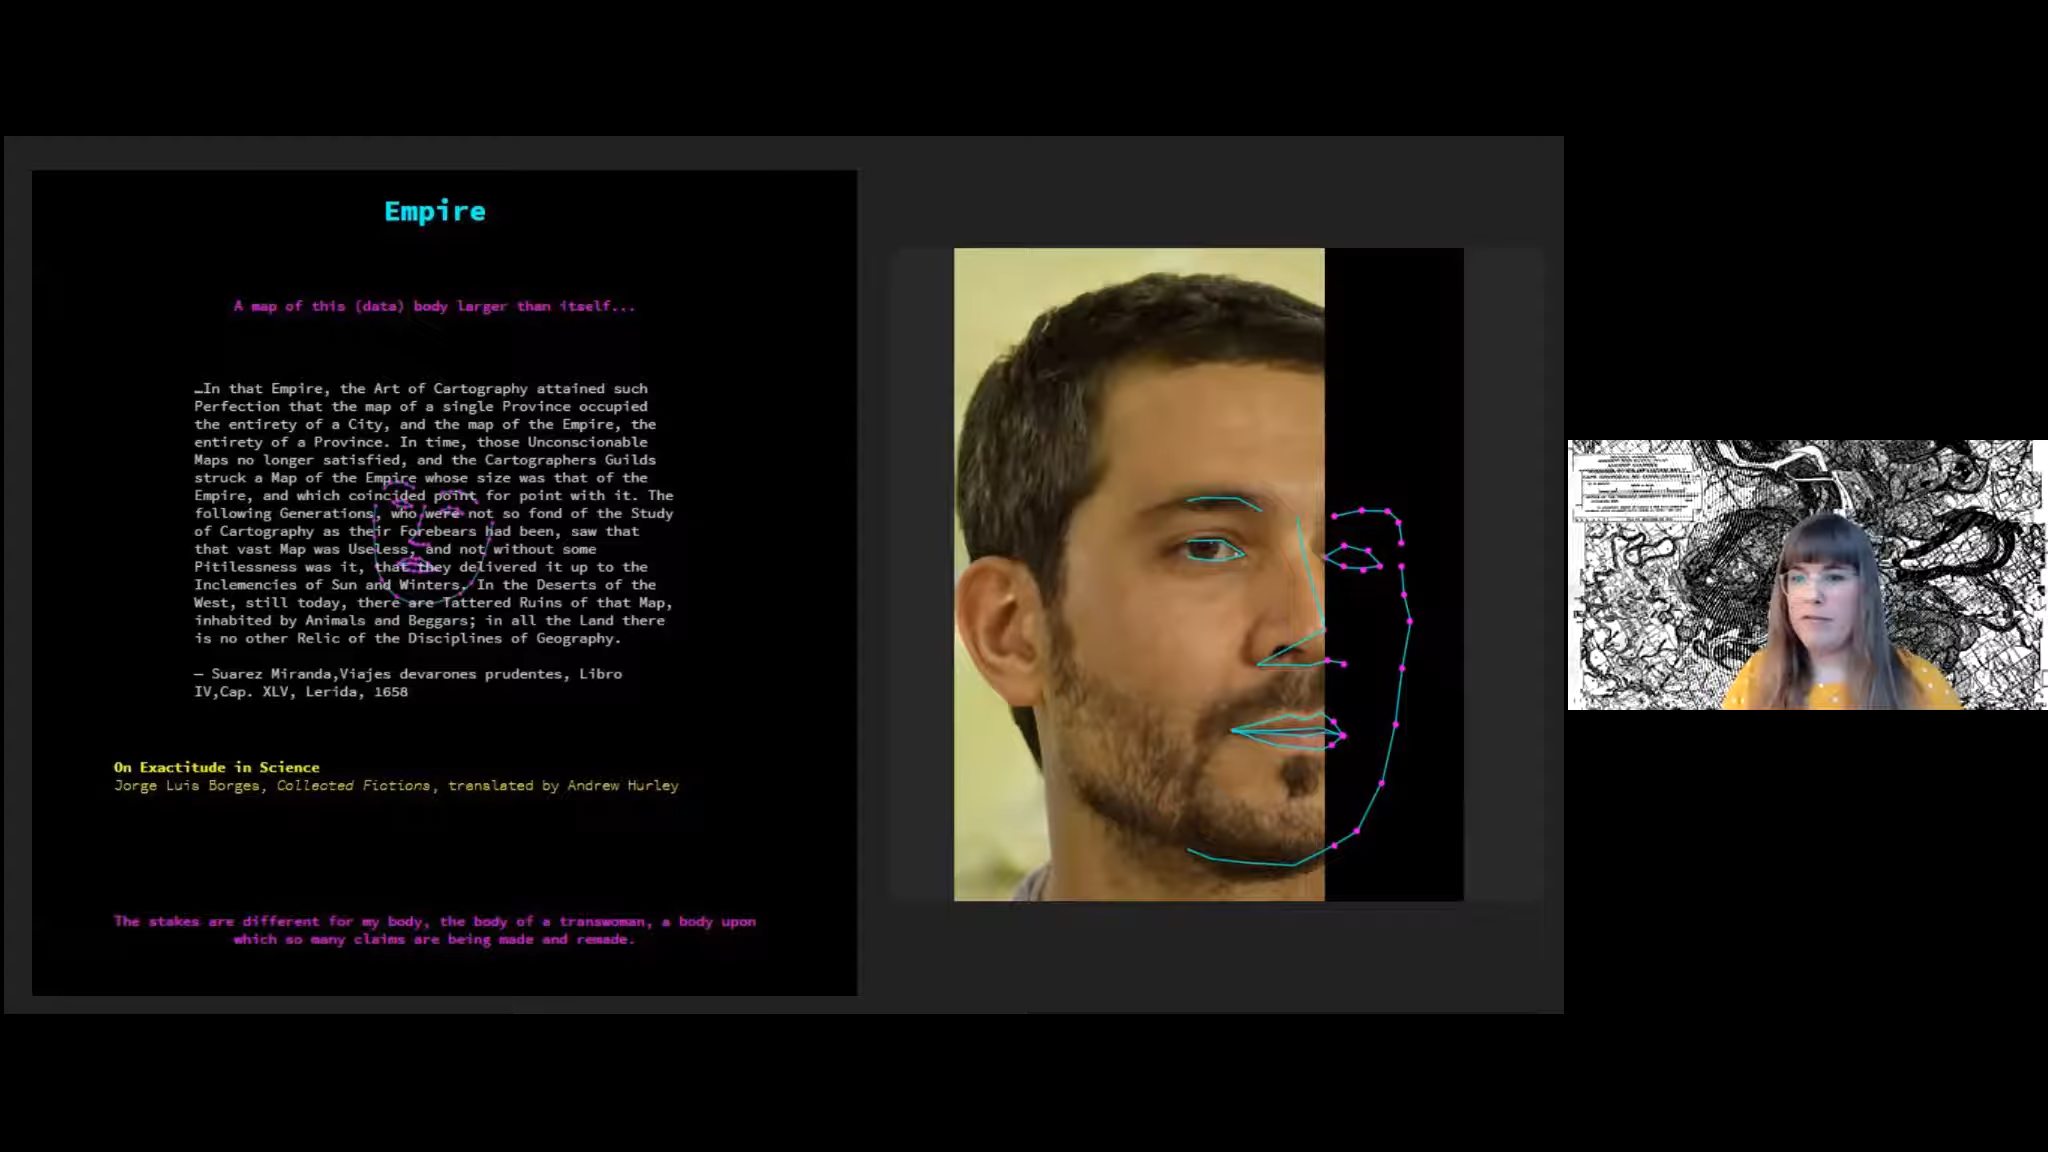 Empire
A map of this (data) body larger than itself...
…In that Empire, the Art of Cartography attained such
Perfection that the map of a single Province occupied
the entirety of a City, and the map of the Empire, the
entirety of a Province. In time, those Unconscionable
Maps no longer satisfied, and the Cartographers Guilds
struck a Map of the Empire whose size was that of the
Empire, and which coincided point for point with it. The
following Generations, who were not so fond of the Study
of Cartography as their Forebears had been, saw that
that vast Map was Useless, and not without some
Pitilessness was it, that they delivered it up to the
Inclemencies of Sun and Winters. In the Deserts of the
West, still today, there are Tattered Ruins of that Map,
inhabited by Animals and Beggars; in all the Land there
is no other Relic of the Disciplines of Geography.
— Suarez Miranda,Viajes devarones prudentes, Libro
IV,Cap. XLV, Lerida, 1658
On Exactitude in Science
Jorge Luis Borges, Collected Fictions, translated by Andrew Hurley
The stakes are different for my body, the body of a transwoman, a body upon
which so many claims are being made and remade.